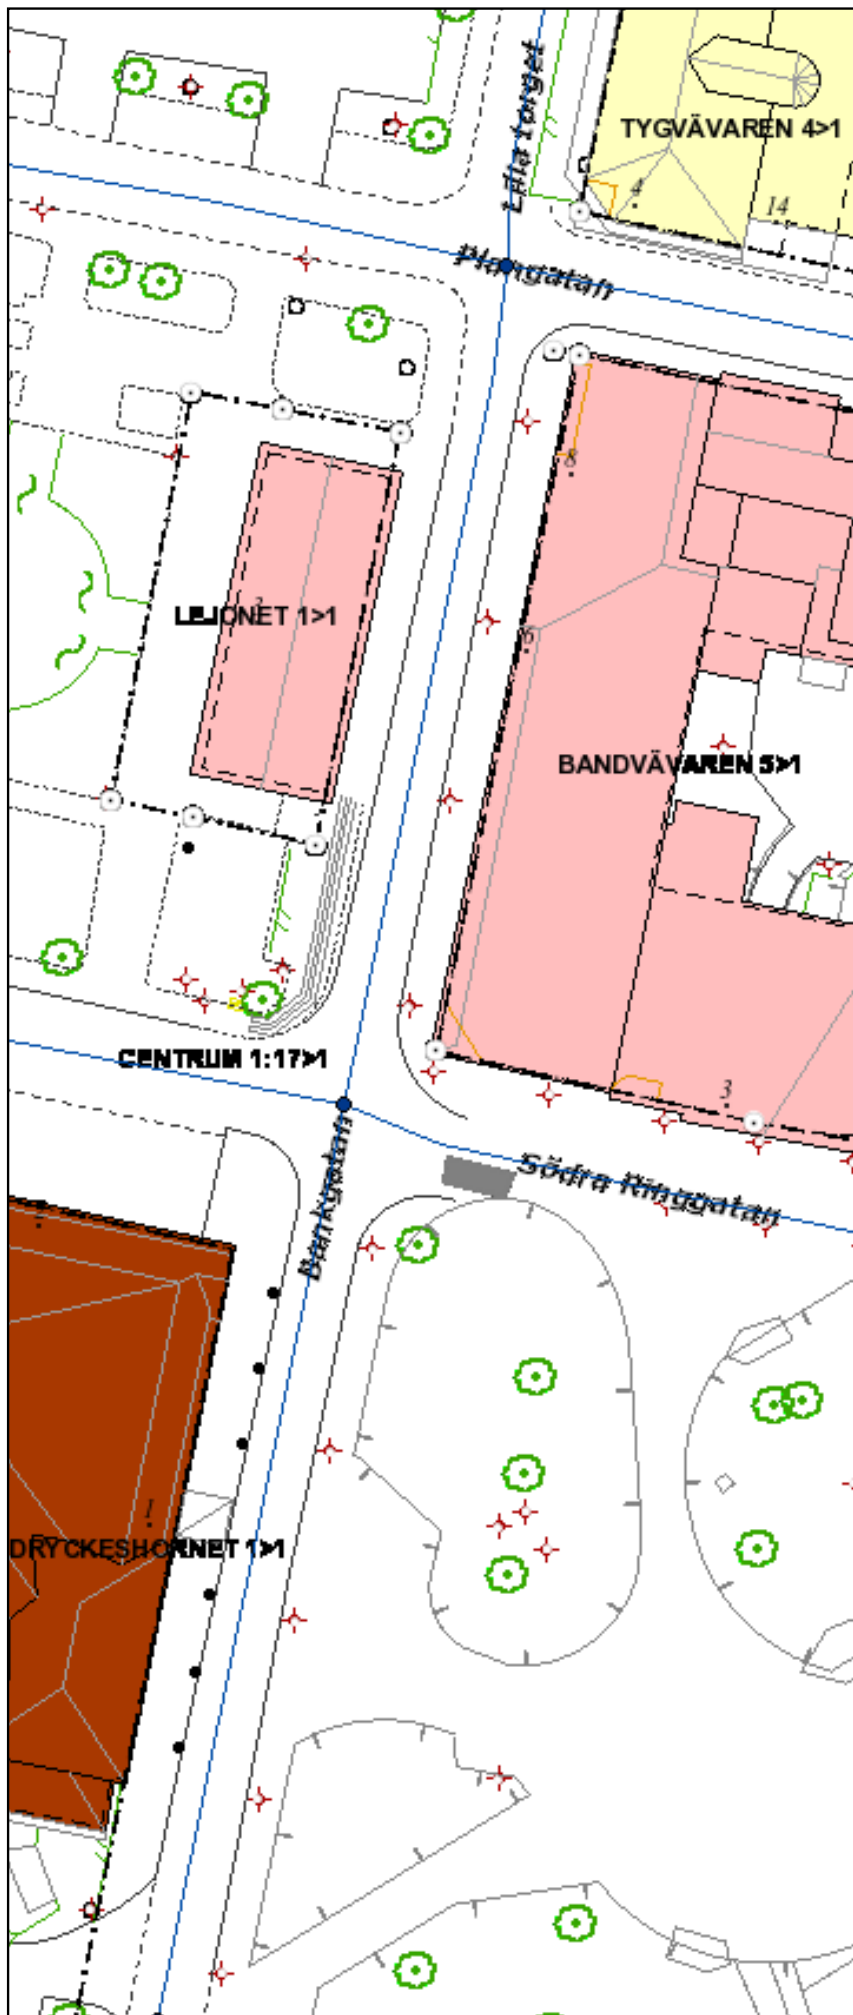 Lilla torget
TYGVÄVAREN 4>1
4
14
Plangatan
8
LEJONET 1>1
6
BANDVÄVAREN 5>1
CENTRUM 1:17>1
3
Bankgatan
Södra Ringgatan
1
DRYCKESHORNET 1>1